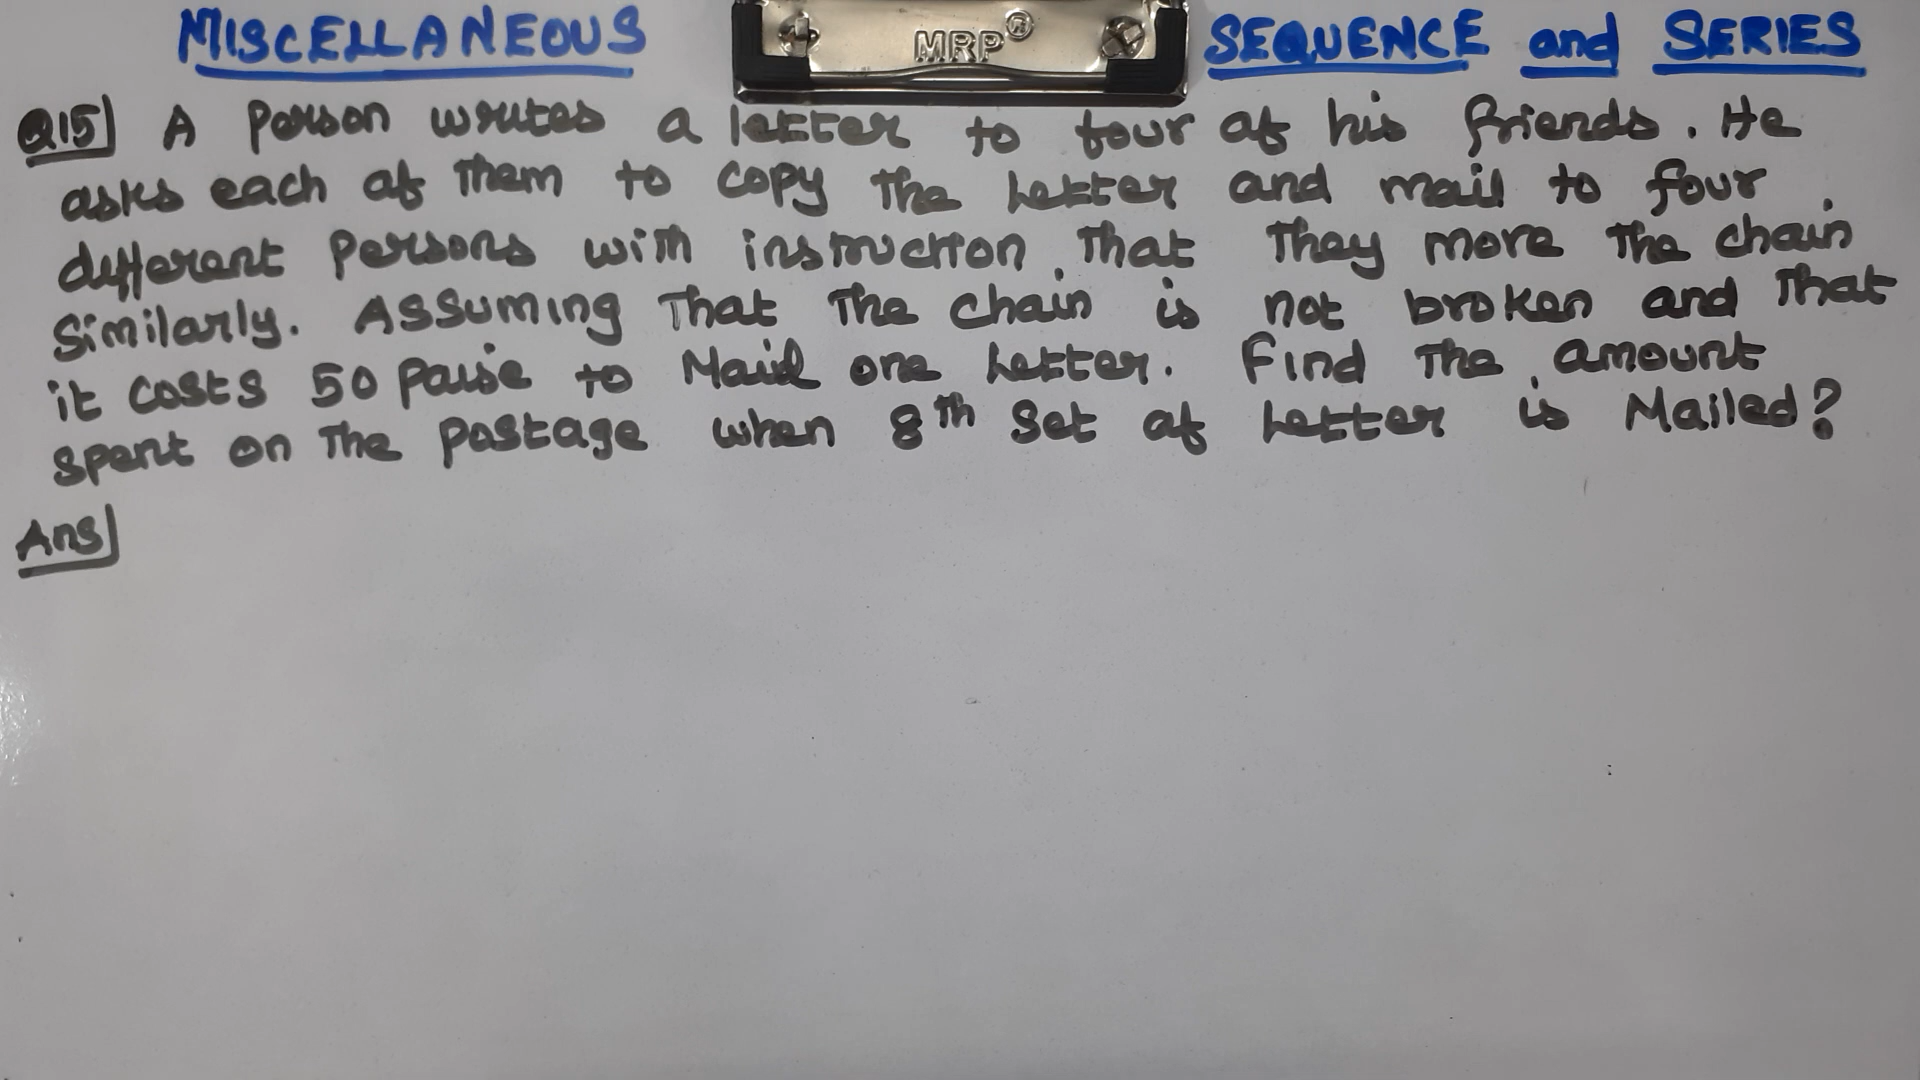 MISCELLANEOUS MRP® SEQUENCE and SERIES
Q15] A Person writes a letter to four of his friends. He
asks each of them to copy the Letter and mail to four
different Persons with instruction that they more the chain
Similarly. Assuming that the chain is not broken and that
it costs 50 paise to Mail one Letter. Find the amount
spent on the postage when 8th Set of Letter is Mailed?
Ans]